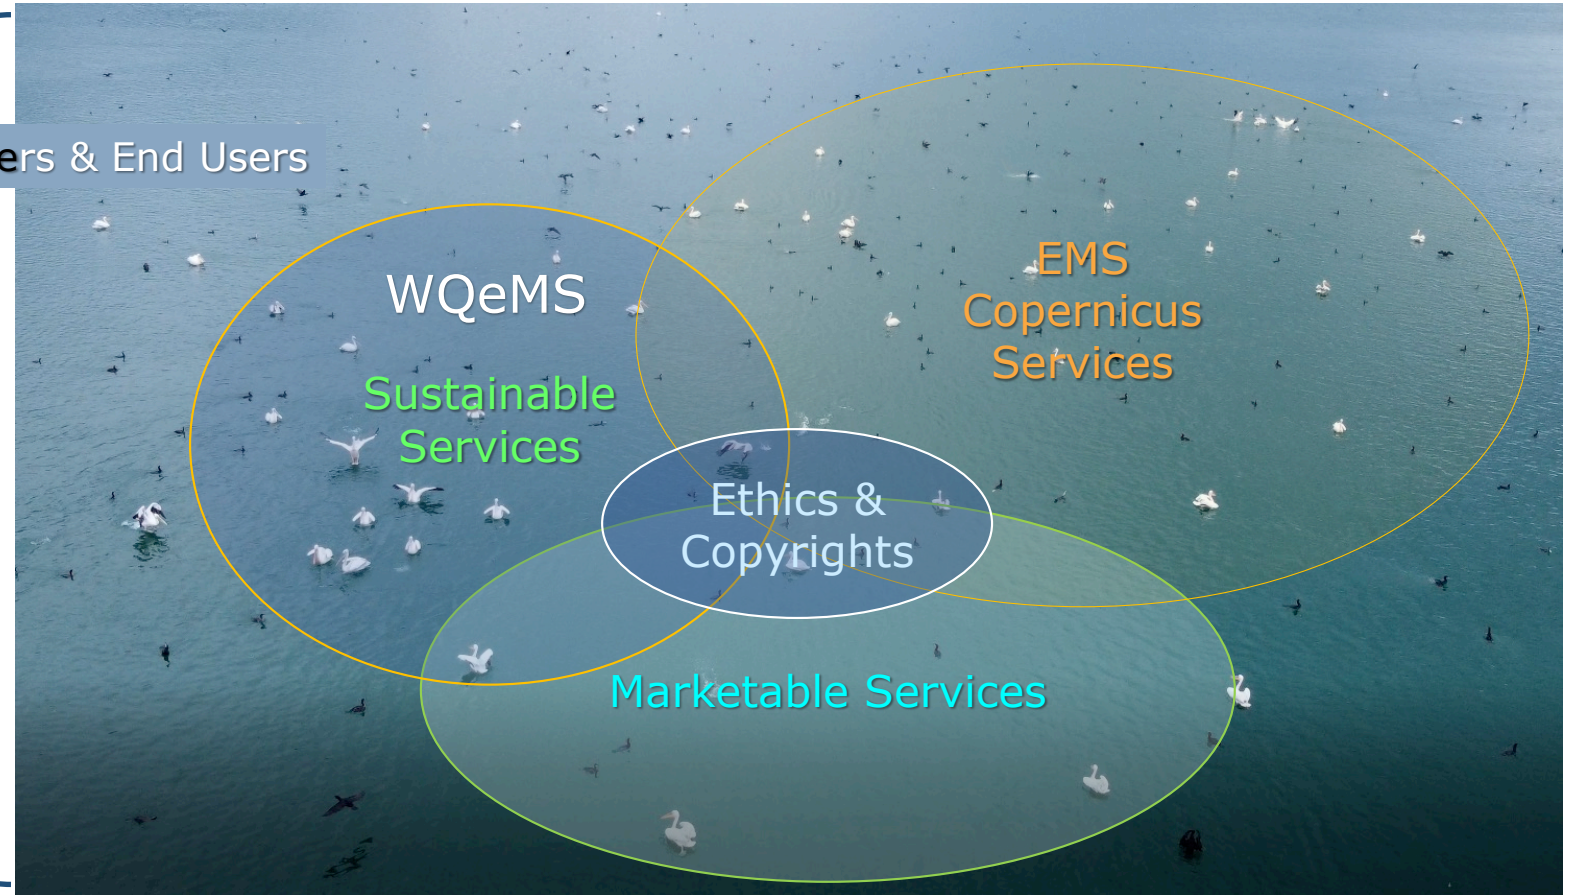 ers & End Users
WQeMS
Sustainable
Services
EMS
Copernicus
Services
Ethics &
Copyrights
Marketable Services